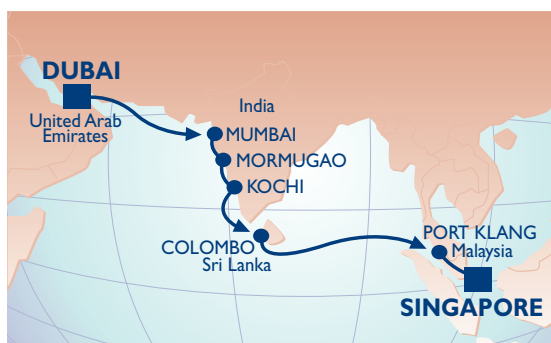 DUBAI
United Arab
Emirates
India
MUMBAI
MORMUGAO
KOCHI
COLOMBO
Sri Lanka
PORT KLANG
Malaysia
SINGAPORE